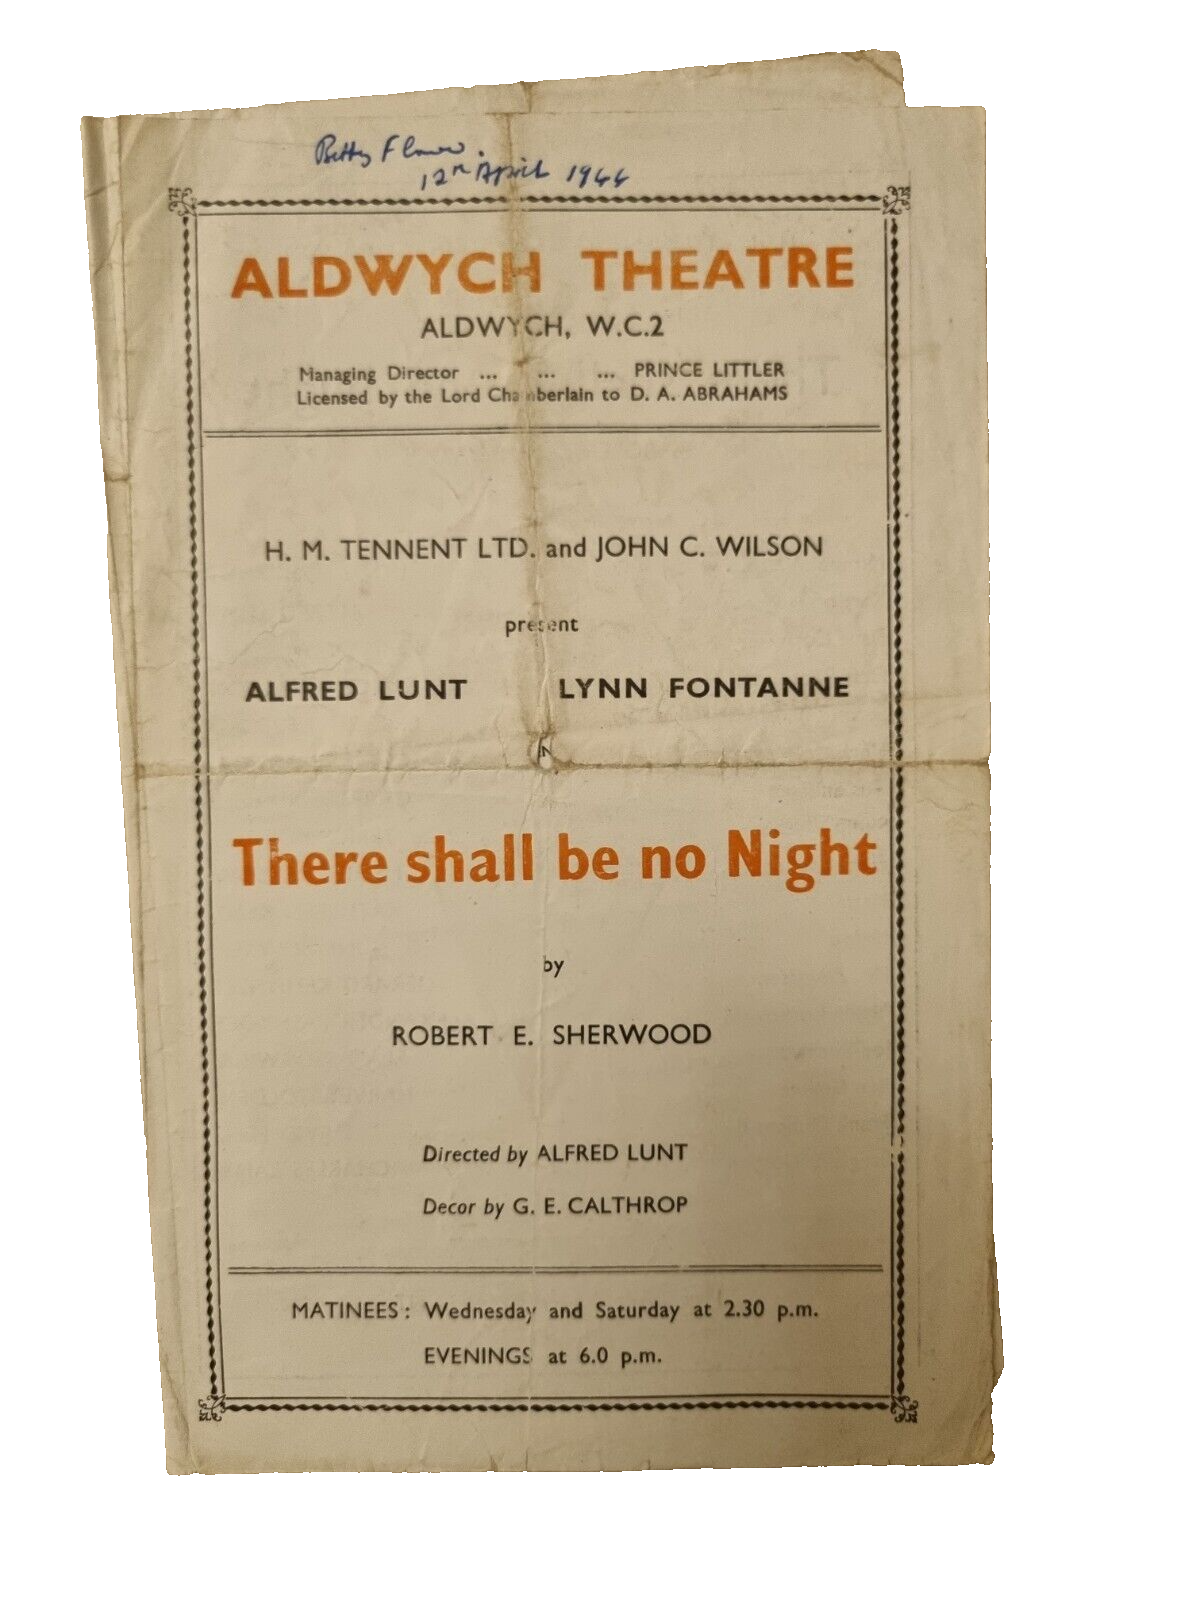 Betty
12th April 1944
ALDWYCH THEATRE
ALDWYCH, W.C.2
Managing Director ... ... ... PRINCE LITTLER
Licensed by the Lord Chamberlain to D. A. ABRAHAMS
H. M. TENNENT LTD. and JOHN C. WILSON
present
ALFRED LUNT LYNN FONTANNE
IN
There shall be no Night
by
ROBERT E. SHERWOOD
Directed by ALFRED LUNT
Decor by G. E. CALTHROP
MATINEES: Wednesday and Saturday at 2.30 p.m.
EVENINGS at 6.0 p.m.